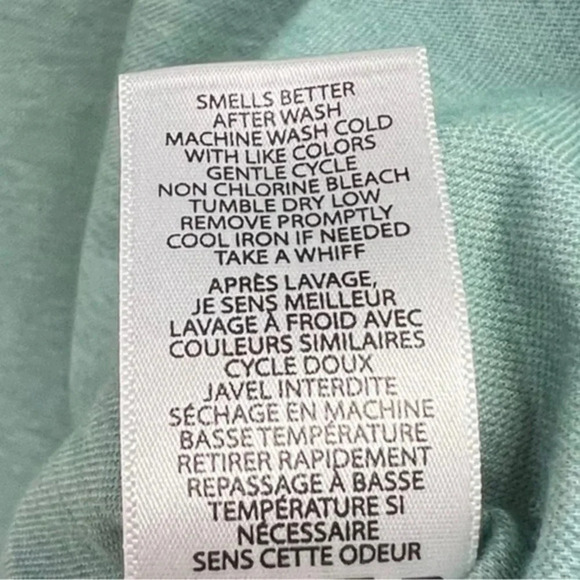 SMELLS BETTER
AFTER WASH
MACHINE WASH COLD
WITH LIKE COLORS
GENTLE CYCLE
NON CHLORINE BLEACH
TUMBLE DRY LOW
REMOVE PROMPTLY
COOL IRON IF NEEDED
TAKE A WHIFF
APRÈS LAVAGE,
JE SENS MEILLEUR
LAVAGE À FROID AVEC
COULEURS SIMILAIRES
CYCLE DOUX
JAVEL INTERDITE
SÉCHAGE EN MACHINE
BASSE TEMPÉRATURE
RETIRER RAPIDEMENT
REPASSAGE À BASSE
TEMPÉRATURE SI
NÉCESSAIRE
SENS CETTE ODEUR